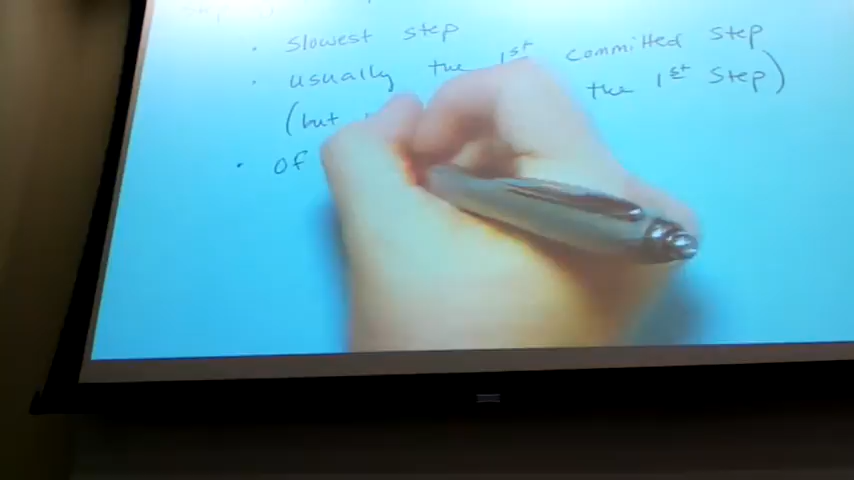 · slowest step
· usually the 1st committed step
(but the 1st step)
· of